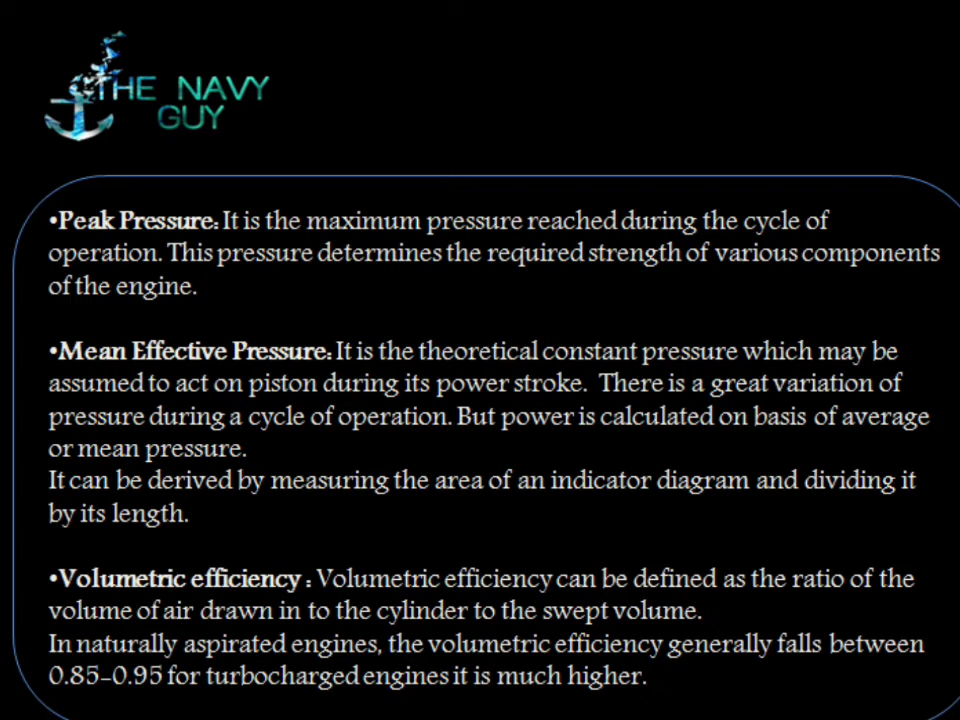 THE NAVY
GUY
•Peak Pressure: It is the maximum pressure reached during the cycle of
operation. This pressure determines the required strength of various components
of the engine.
•Mean Effective Pressure: It is the theoretical constant pressure which may be
assumed to act on piston during its power stroke. There is a great variation of
pressure during a cycle of operation. But power is calculated on basis of average
or mean pressure.
It can be derived by measuring the area of an indicator diagram and dividing it
by its length.
•Volumetric efficiency : Volumetric efficiency can be defined as the ratio of the
volume of air drawn in to the cylinder to the swept volume.
In naturally aspirated engines, the volumetric efficiency generally falls between
0.85-0.95 for turbocharged engines it is much higher.